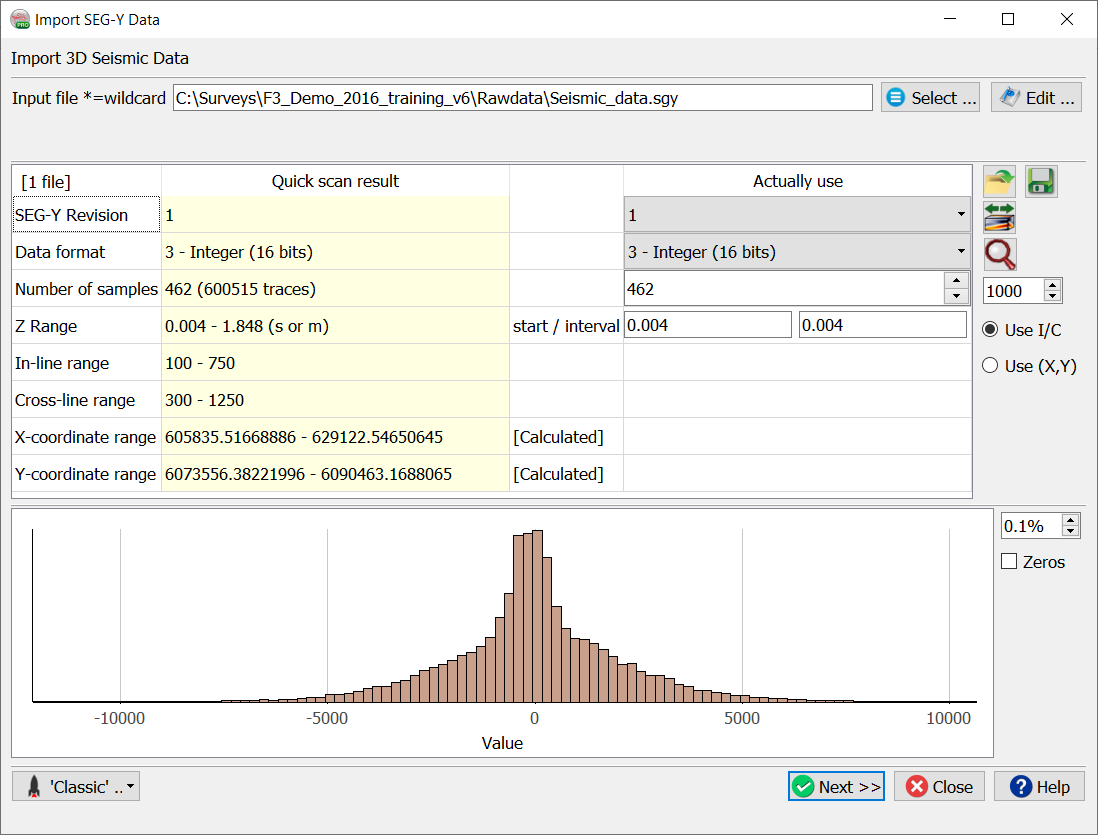 Import SEG-Y Data
Import 3D Seismic Data
Input file *=wildcard C:\Surveys\F3_Demo_2016_training_v6\Rawdata\Seismic_data.sgy Select ... Edit ...
[1 file] Quick scan result Actually use
SEG-Y Revision 1 1
Data format 3 - Integer (16 bits) 3 - Integer (16 bits)
Number of samples 462 (600515 traces) 462
1000
Z Range 0.004 - 1.848 (s or m) start / interval 0.004 0.004
Use I/C
In-line range 100 - 750
Use (X,Y)
Cross-line range 300 - 1250
X-coordinate range 605835.51668886 - 629122.54650645 [Calculated]
Y-coordinate range 6073556.38221996 - 6090463.1688065 [Calculated]
0.1%
Zeros
-10000 -5000 0 5000 10000
Value
'Classic' .. Next >> Close Help